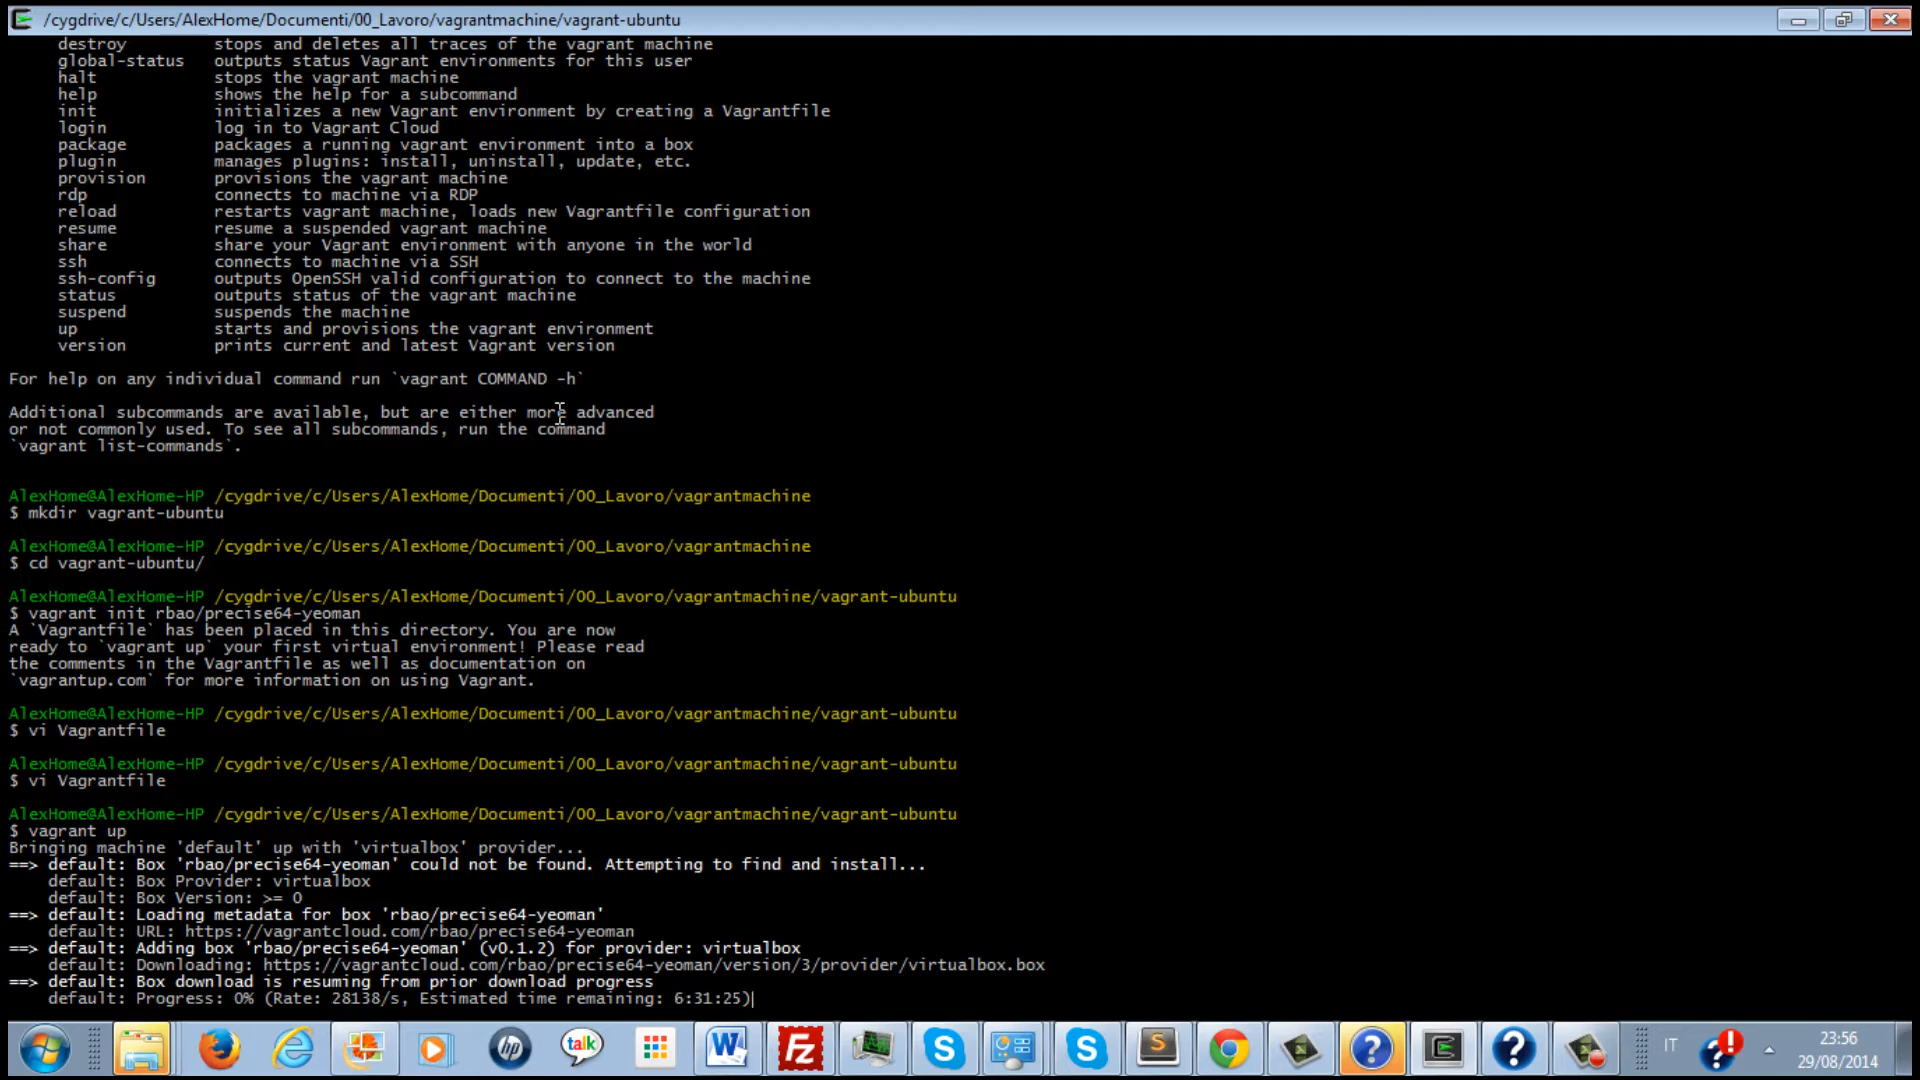 /cygdrive/c/Users/AlexHome/Documenti/00_Lavoro/vagrantmachine/vagrant-ubuntu
destroy stops and deletes all traces of the vagrant machine
global-status outputs status Vagrant environments for this user
halt stops the vagrant machine
help shows the help for a subcommand
init initializes a new Vagrant environment by creating a Vagrantfile
login log in to Vagrant Cloud
package packages a running vagrant environment into a box
plugin manages plugins: install, uninstall, update, etc.
provision provisions the vagrant machine
rdp connects to machine via RDP
reload restarts vagrant machine, loads new Vagrantfile configuration
resume resume a suspended vagrant machine
share share your Vagrant environment with anyone in the world
ssh connects to machine via SSH
ssh-config outputs OpenSSH valid configuration to connect to the machine
status outputs status of the vagrant machine
suspend suspends the machine
up starts and provisions the vagrant environment
version prints current and latest Vagrant version
For help on any individual command run `vagrant COMMAND -h`
Additional subcommands are available, but are either more advanced
or not commonly used. To see all subcommands, run the command
`vagrant list-commands`.
AlexHome@AlexHome-HP /cygdrive/c/Users/AlexHome/Documenti/00_Lavoro/vagrantmachine
$ mkdir vagrant-ubuntu
AlexHome@AlexHome-HP /cygdrive/c/Users/AlexHome/Documenti/00_Lavoro/vagrantmachine
$ cd vagrant-ubuntu/
AlexHome@AlexHome-HP /cygdrive/c/Users/AlexHome/Documenti/00_Lavoro/vagrantmachine/vagrant-ubuntu
$ vagrant init rbao/precise64-yeoman
A `Vagrantfile` has been placed in this directory. You are now
ready to `vagrant up` your first virtual environment! Please read
the comments in the Vagrantfile as well as documentation on
`vagrantup.com` for more information on using Vagrant.
AlexHome@AlexHome-HP /cygdrive/c/Users/AlexHome/Documenti/00_Lavoro/vagrantmachine/vagrant-ubuntu
$ vi Vagrantfile
AlexHome@AlexHome-HP /cygdrive/c/Users/AlexHome/Documenti/00_Lavoro/vagrantmachine/vagrant-ubuntu
$ vi Vagrantfile
AlexHome@AlexHome-HP /cygdrive/c/Users/AlexHome/Documenti/00_Lavoro/vagrantmachine/vagrant-ubuntu
$ vagrant up
Bringing machine 'default' up with 'virtualbox' provider...
==> default: Box 'rbao/precise64-yeoman' could not be found. Attempting to find and install...
default: Box Provider: virtualbox
default: Box Version: >= 0
==> default: Loading metadata for box 'rbao/precise64-yeoman'
default: URL: https://vagrantcloud.com/rbao/precise64-yeoman
==> default: Adding box 'rbao/precise64-yeoman' (v0.1.2) for provider: virtualbox
default: Downloading: https://vagrantcloud.com/rbao/precise64-yeoman/version/3/provider/virtualbox.box
==> default: Box download is resuming from prior download progress
default: Progress: 0% (Rate: 28138/s, Estimated time remaining: 6:31:25)
hp
talk
W
Fz
S
S
S
?
?
IT
23:56
29/08/2014